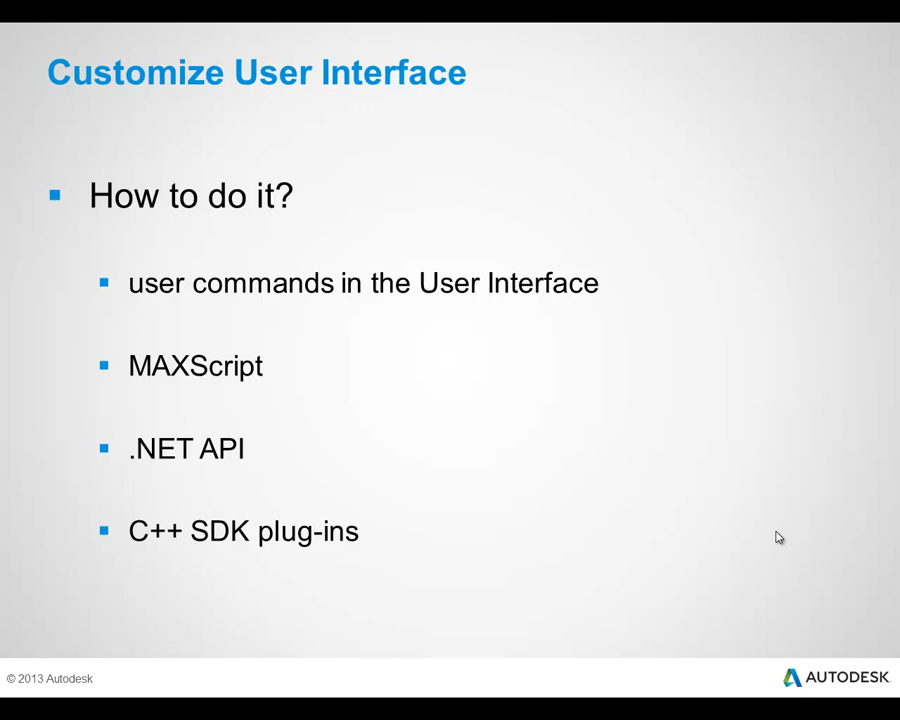 Customize User Interface
How to do it?
user commands in the User Interface
MAXScript
.NET API
C++ SDK plug-ins
© 2013 Autodesk
AUTODESK.